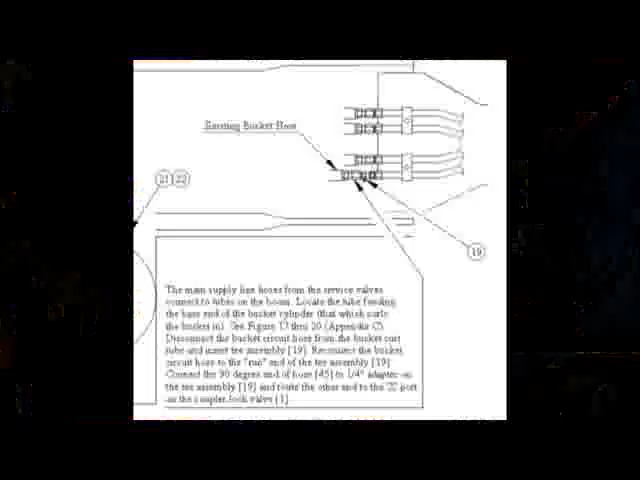 Existing Bucket Hose
21 22
19
The main supply line hoses from the service valves
connect to tubes on the boom. Locate the tube feeding
the base end of the bucket cylinder (that which curls
the bucket in). See Figure 17 thru 20 (Appendix C).
Disconnect the bucket circuit hose from the bucket curl
tube and insert tee assembly [19]. Reconnect the bucket
circuit hose to the "run" end of the tee assembly [19].
Connect the 90 degree end of hose [45] to 1/4" adapter on
the tee assembly [19] and route the other end to the "X" port
on the coupler lock valve [1]